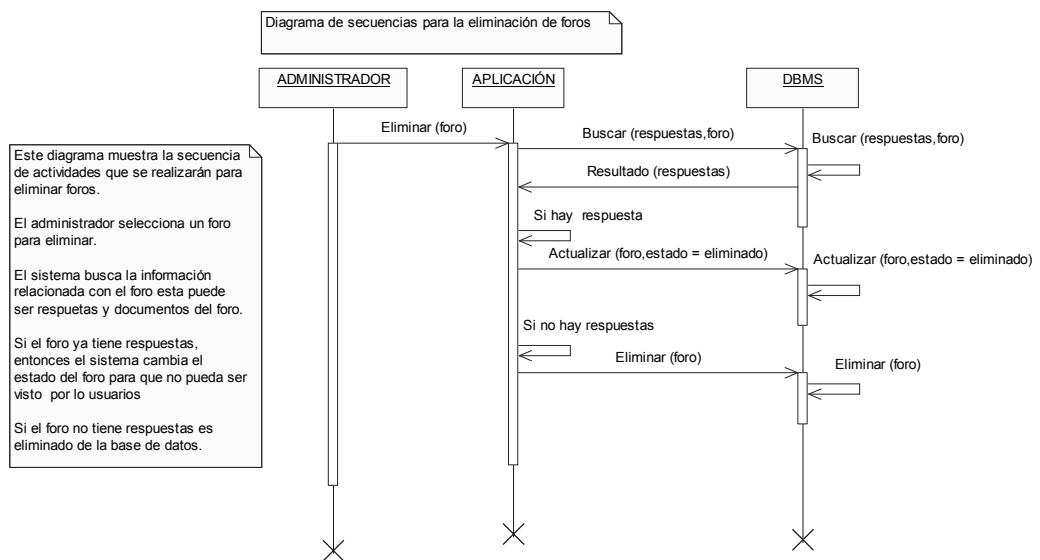 Diagrama de secuencias para la eliminación de foros
ADMINISTRADOR
APLICACIÓN
DBMS
Eliminar (foro)
Buscar (respuestas,foro)
Buscar (respuestas,foro)
Resultado (respuestas)
Si hay respuesta
Actualizar (foro,estado = eliminado)
Actualizar (foro,estado = eliminado)
Si no hay respuestas
Eliminar (foro)
Eliminar (foro)
Este diagrama muestra la secuencia
de actividades que se realizarán para
eliminar foros.
El administrador selecciona un foro
para eliminar.
El sistema busca la información
relacionada con el foro esta puede
ser respuetas y documentos del foro.
Si el foro ya tiene respuestas,
entonces el sistema cambia el
estado del foro para que no pueda ser
visto por lo usuarios
Si el foro no tiene respuestas es
eliminado de la base de datos.